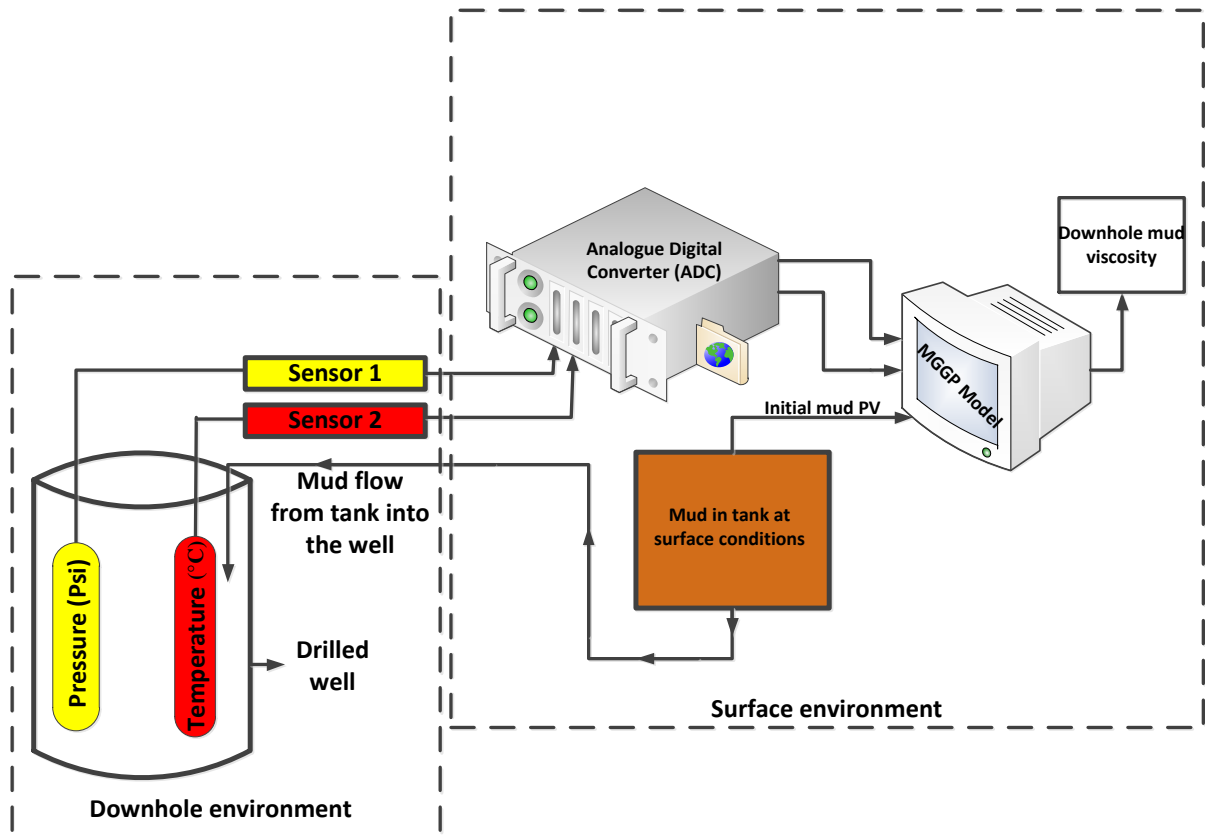 Analogue Digital
Converter (ADC)
Downhole mud
viscosity
MGGP Model
Sensor 1
Sensor 2
Initial mud PV
Mud flow
from tank into
the well
Mud in tank at
surface conditions
Pressure (Psi)
Temperature (°C)
Drilled
well
Surface environment
Downhole environment